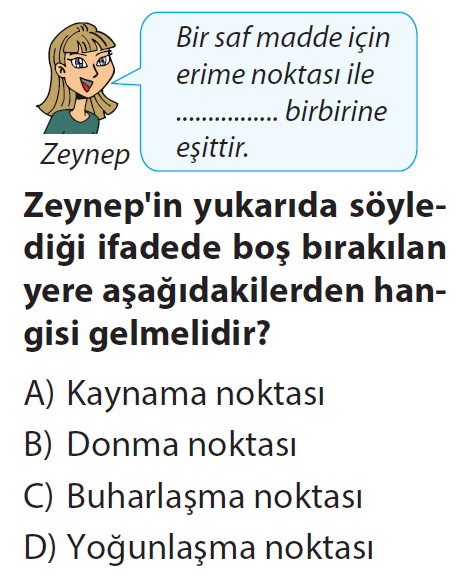 Bir saf madde için
erime noktası ile
................. birbirine
eşittir.
Zeynep
Zeynep'in yukarıda söyle-
diği ifadede boş bırakılan
yere aşağıdakilerden han-
gisi gelmelidir?
A) Kaynama noktası
B) Donma noktası
C) Buharlaşma noktası
D) Yoğunlaşma noktası